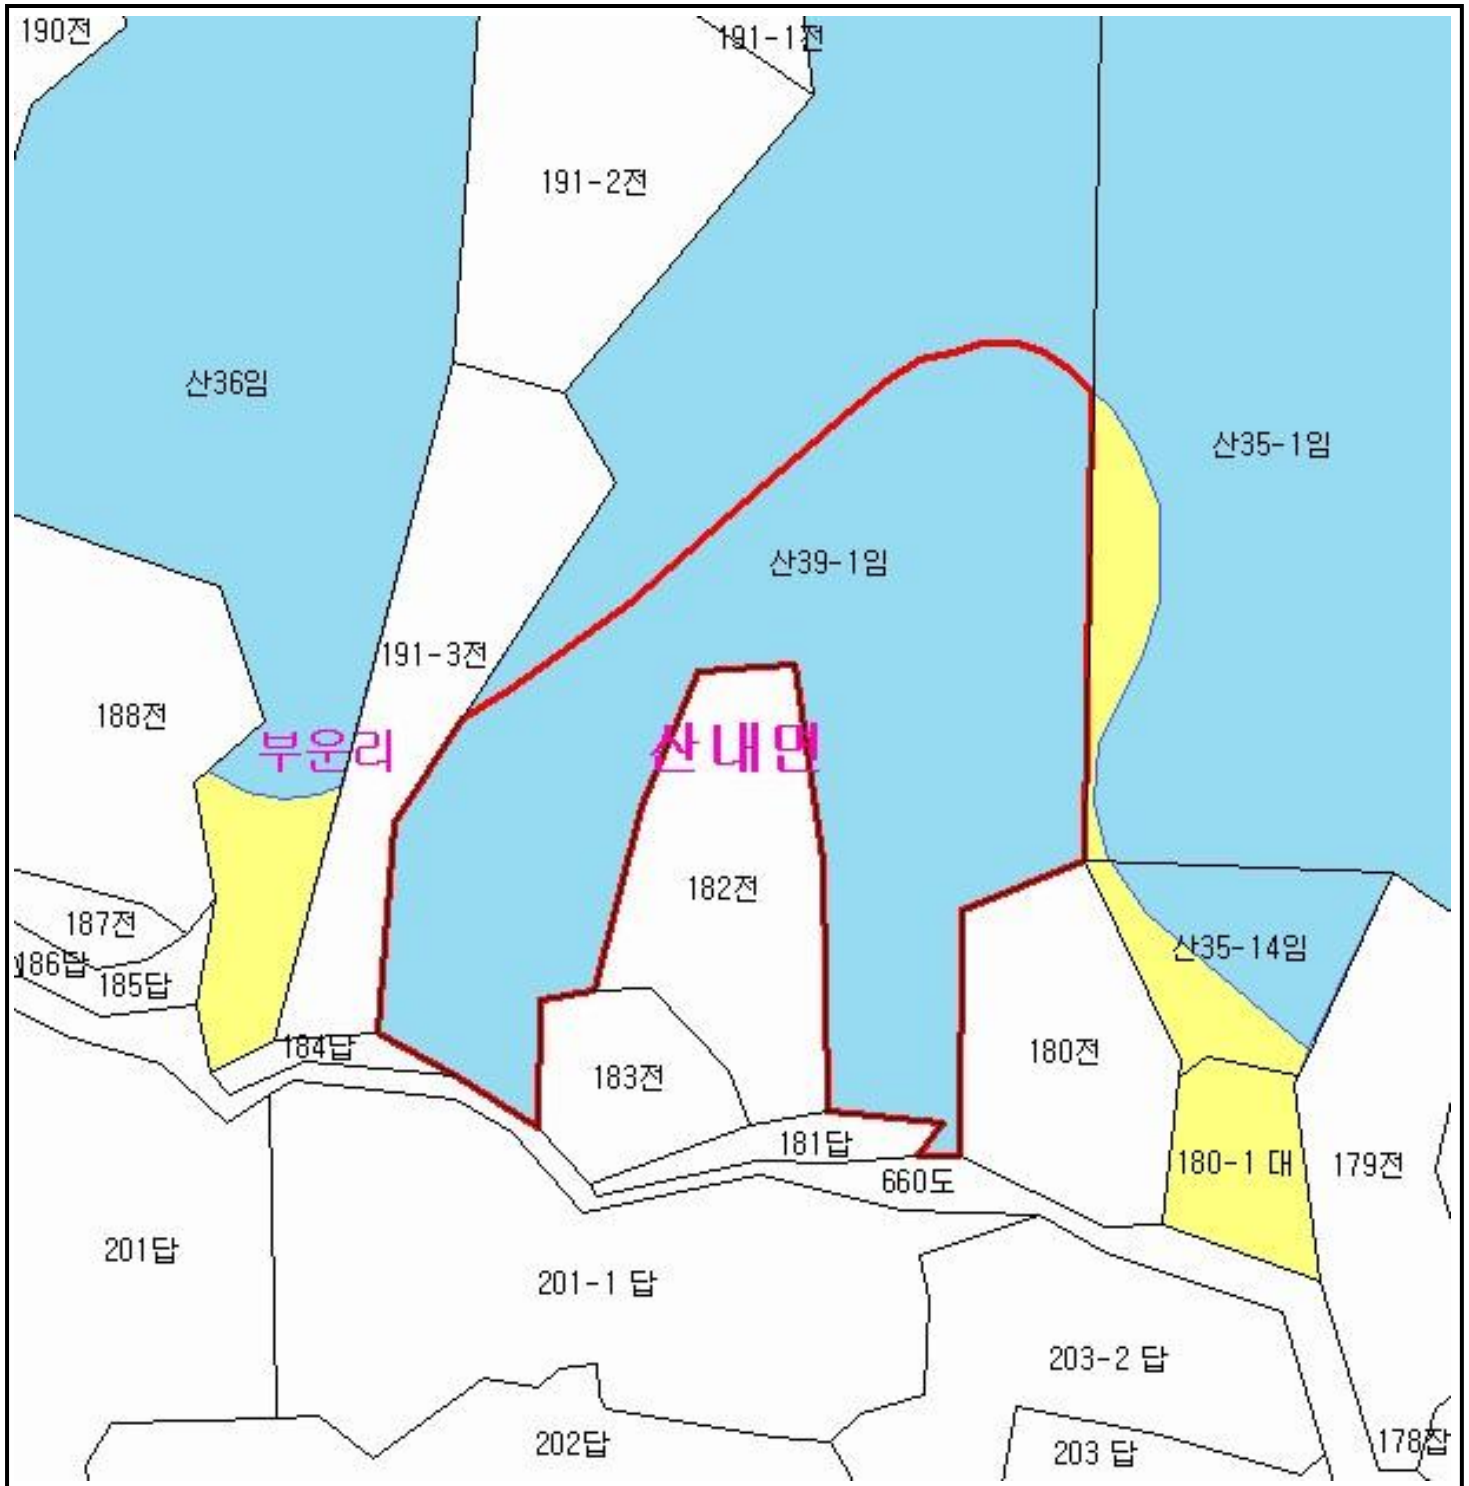 190전
191-1전
191-2전
산36임
산35-1임
산39-1임
191-3전
188전
부운리
산내면
182전
187전
186답
185답
산35-14임
184답
180전
183전
181답
180-1 대
179전
660도
201답
201-1 답
203-2 답
202답
203 답
178잡